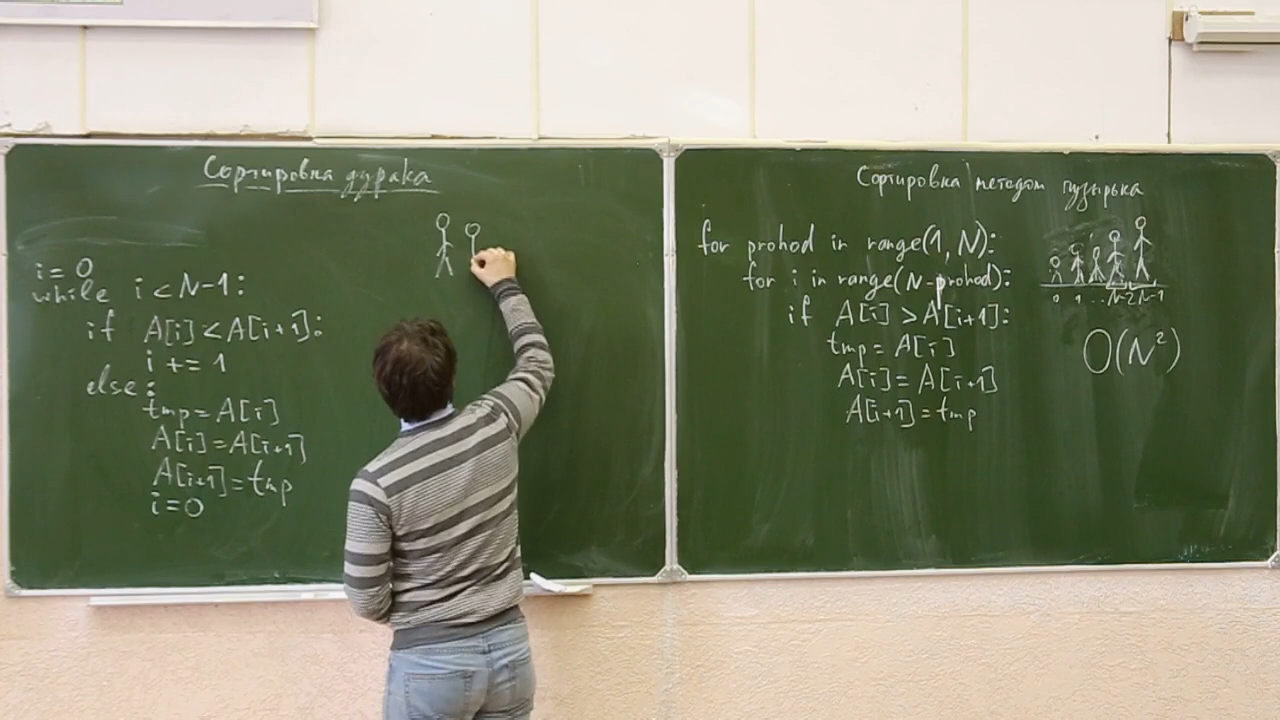 Сортировка дурака
i = 0
while i < N-1:
if A[i] < A[i+1]:
i += 1
else:
tmp = A[i]
A[i] = A[i+1]
A[i+1] = tmp
i = 0
Сортировка методом пузырька
for prohod in range(1, N):
for i in range(N-prohod):
if A[i] > A[i+1]:
tmp = A[i]
A[i] = A[i+1]
A[i+1] = tmp
0 1 ... N-2 N-1
O(N²)